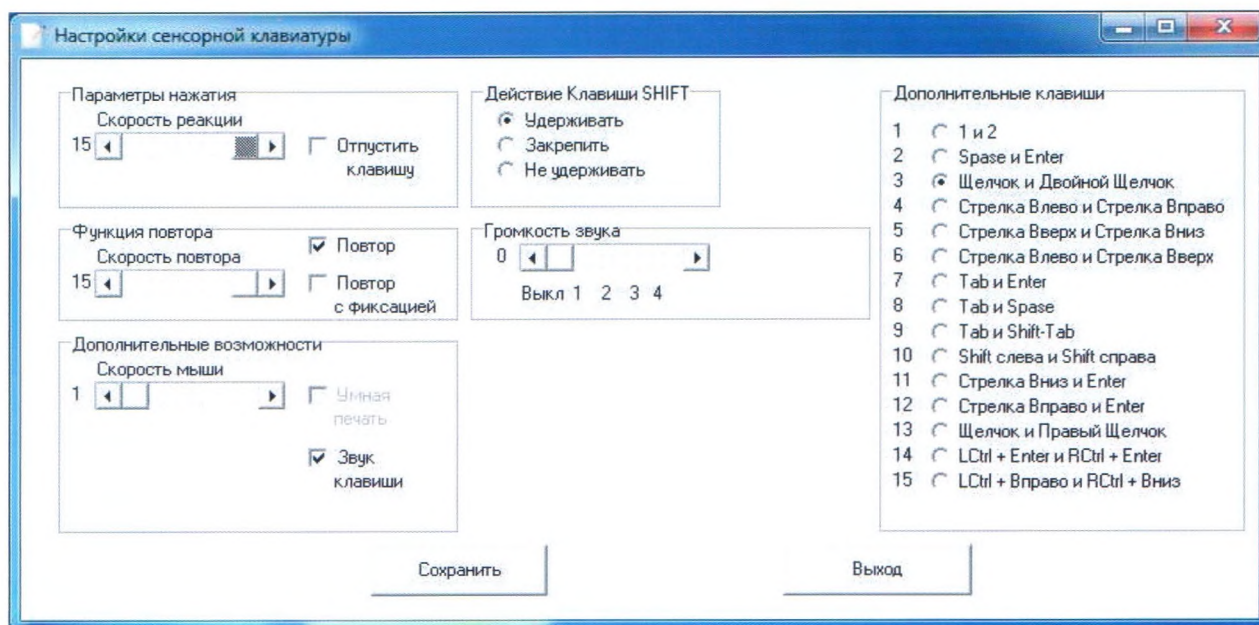 Настройки сенсорной клавиатуры
Параметры нажатия
Скорость реакции
15
Отпустить
клавишу
Функция повтора
Скорость повтора
15
Повтор
Повтор
с фиксацией
Дополнительные возможности
Скорость мыши
1
Умная
печать
Звук
клавиши
Действие Клавиши SHIFT
Удерживать
Закрепить
Не удерживать
Громкость звука
0
Выкл 1 2 3 4
Дополнительные клавиши
1 1 и 2
2 Spase и Enter
3 Щелчок и Двойной Щелчок
4 Стрелка Влево и Стрелка Вправо
5 Стрелка Вверх и Стрелка Вниз
6 Стрелка Влево и Стрелка Вверх
7 Tab и Enter
8 Tab и Spase
9 Tab и Shift-Tab
10 Shift слева и Shift справа
11 Стрелка Вниз и Enter
12 Стрелка Вправо и Enter
13 Щелчок и Правый Щелчок
14 LCtrl + Enter и RCtrl + Enter
15 LCtrl + Вправо и RCtrl + Вниз
Сохранить
Выход